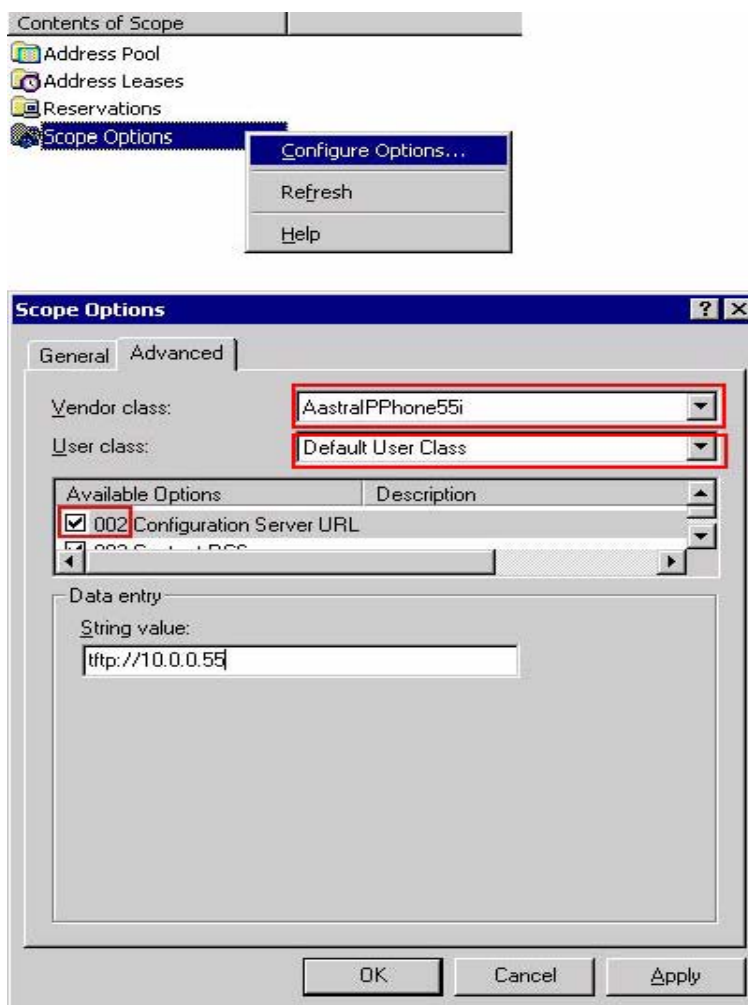 Contents of Scope
Address Pool
Address Leases
Reservations
Scope Options
Configure Options...
Refresh
Help
Scope Options
General
Advanced
Vendor class:
AastraIPPhone55i
User class:
Default User Class
Available Options
Description
002 Configuration Server URL
Data entry
String value:
tftp://10.0.0.55
OK
Cancel
Apply